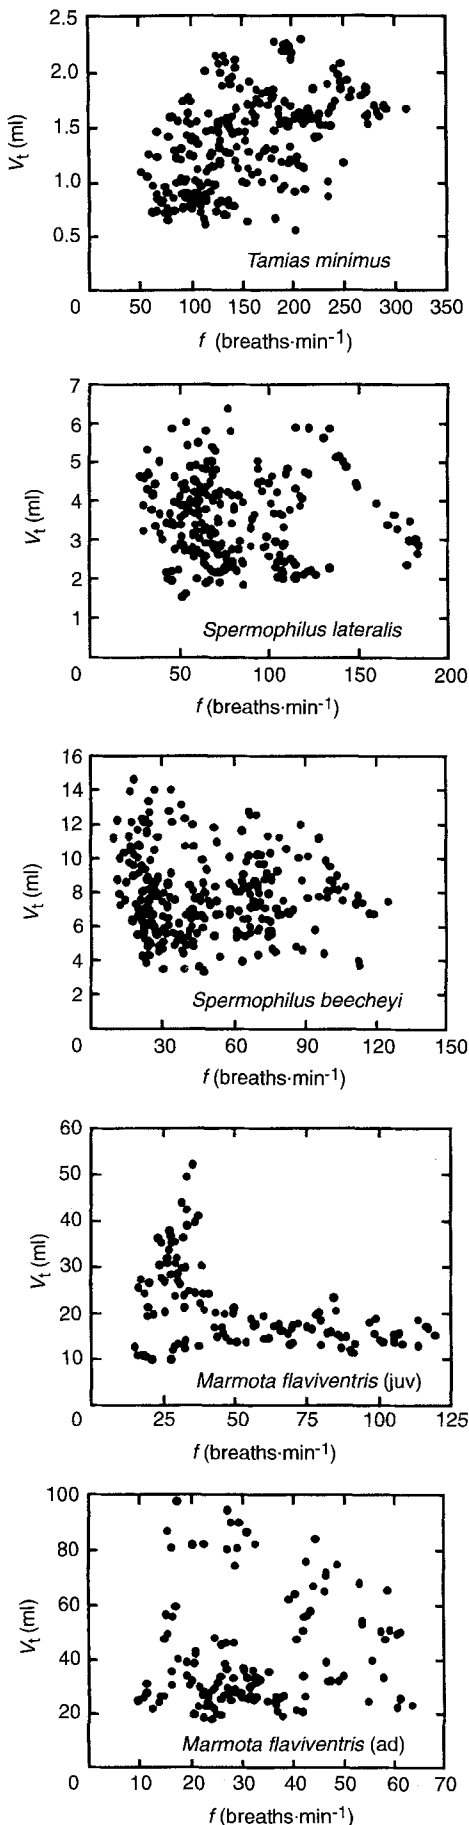 2.5
2.0
1.5
1.0
0.5
0
Vt (ml)
50 100 150 200 250 300 350
f (breaths·min-1)
Tamias minimus
7
6
5
4
3
2
1
0
Vt (ml)
50 100 150 200
f (breaths·min-1)
Spermophilus lateralis
16
14
12
10
8
6
4
2
0
Vt (ml)
30 60 90 120 150
f (breaths·min-1)
Spermophilus beecheyi
60
50
40
30
20
10
0
Vt (ml)
25 50 75 100 120
f (breaths·min-1)
Marmota flaviventris (juv)
100
80
60
40
20
0
Vt (ml)
10 20 30 40 50 60 70
f (breaths·min-1)
Marmota flaviventris (ad)